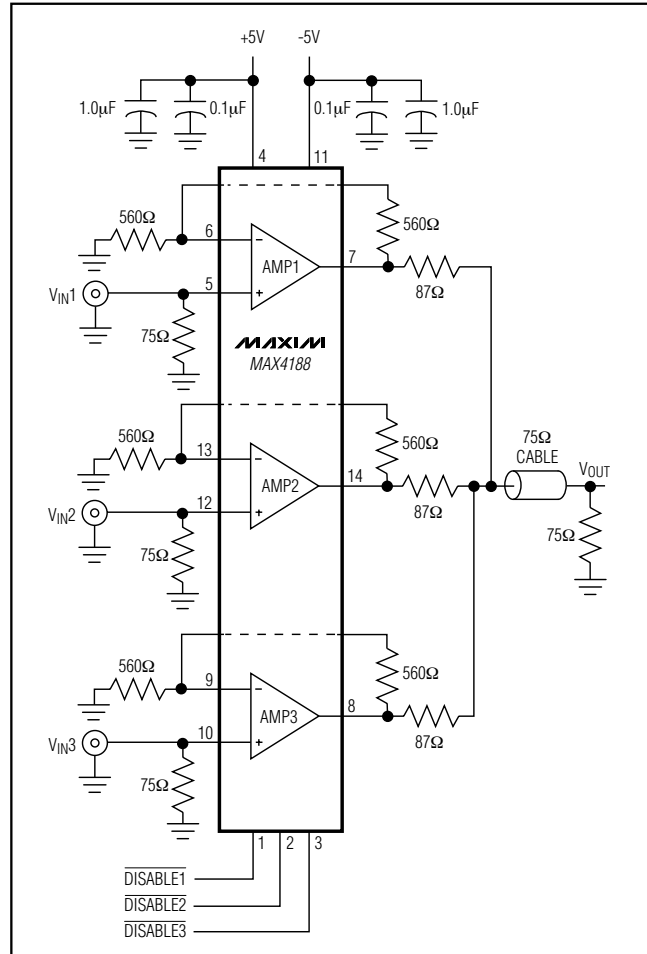 +5V -5V
1.0µF 0.1µF 0.1µF 1.0µF
4 11
560Ω 6 − 560Ω
AMP1 7
VIN1 5 + 87Ω
75Ω
MAXIM
MAX4188
560Ω 13 − 560Ω
AMP2 14
75Ω
CABLE
VOUT
VIN2 12 + 87Ω
75Ω 75Ω
560Ω 9 − 560Ω
AMP3 8
VIN3 10 + 87Ω
75Ω
1 2 3
DISABLE1
DISABLE2
DISABLE3